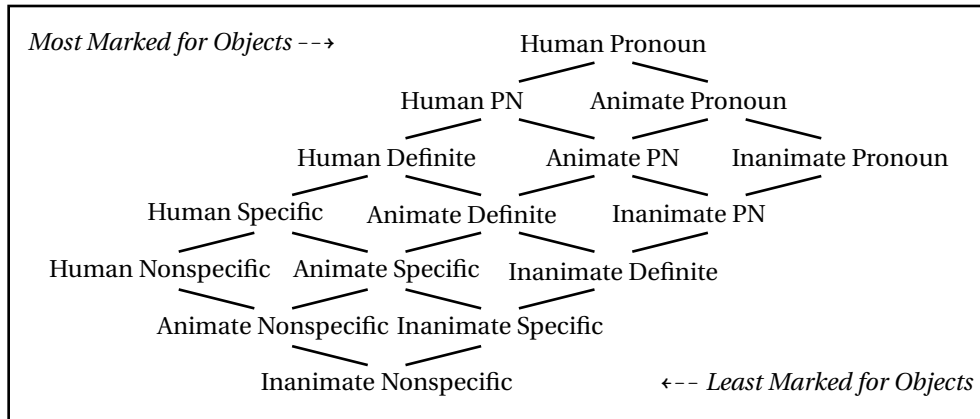 Most Marked for Objects --→ Human Pronoun
Human PN Animate Pronoun
Human Definite Animate PN Inanimate Pronoun
Human Specific Animate Definite Inanimate PN
Human Nonspecific Animate Specific Inanimate Definite
Animate Nonspecific Inanimate Specific
Inanimate Nonspecific ←-- Least Marked for Objects